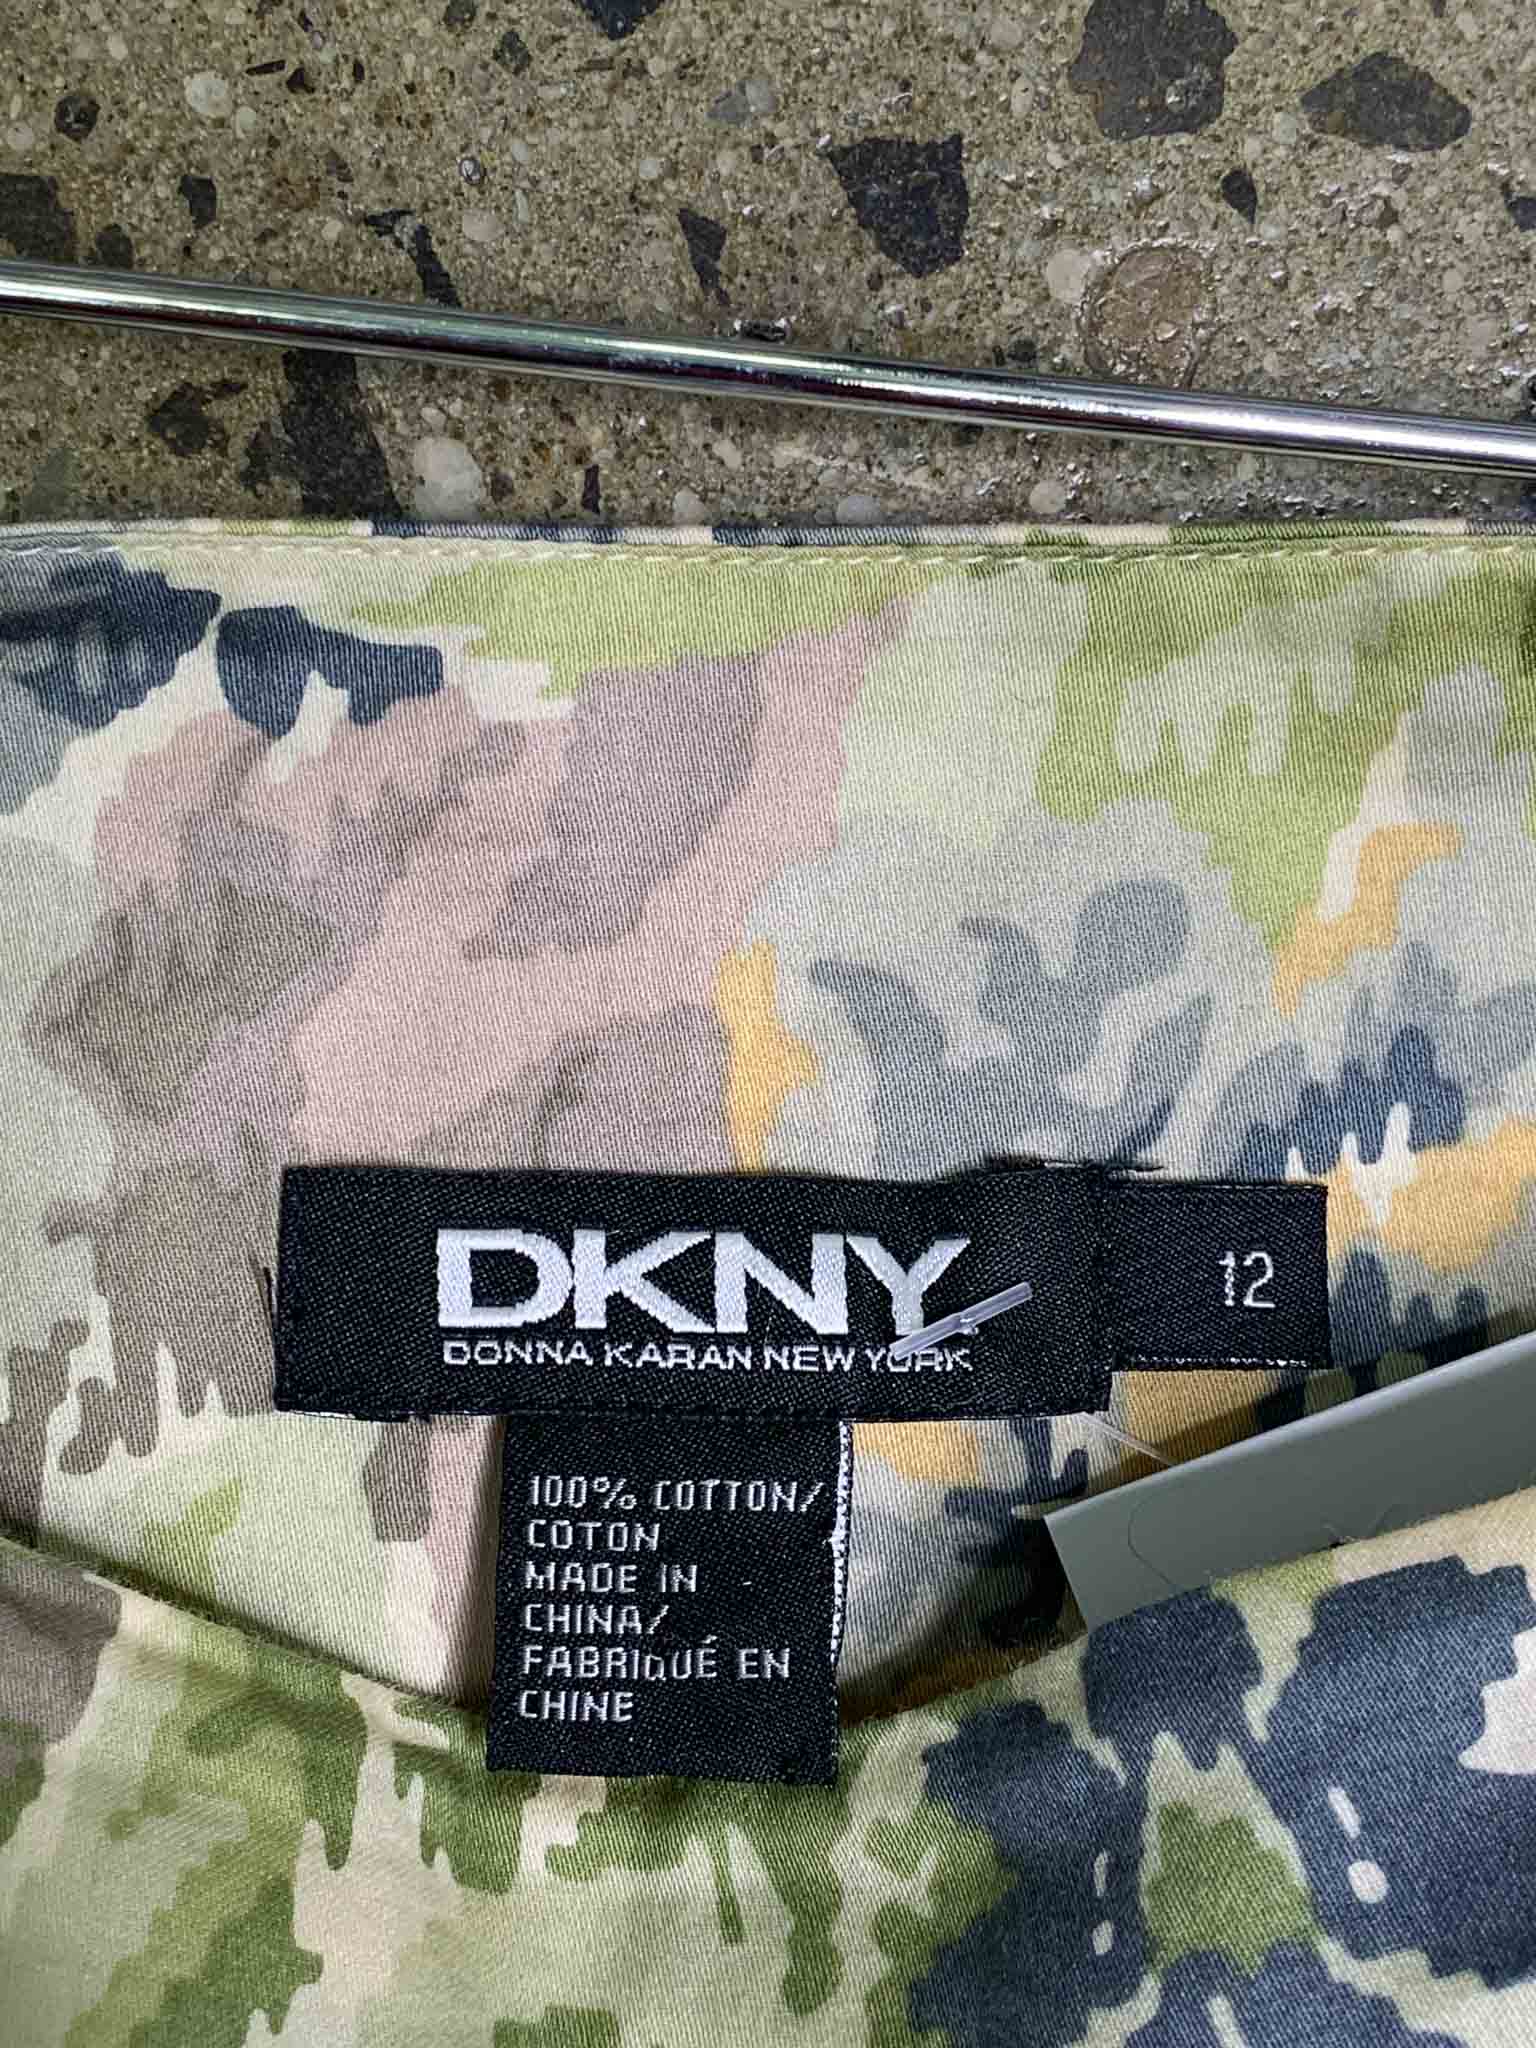 DKNY
DONNA KARAN NEW YORK
12
100% COTTON/
COTON
MADE IN
CHINA/
FABRIQUÉ EN
CHINE